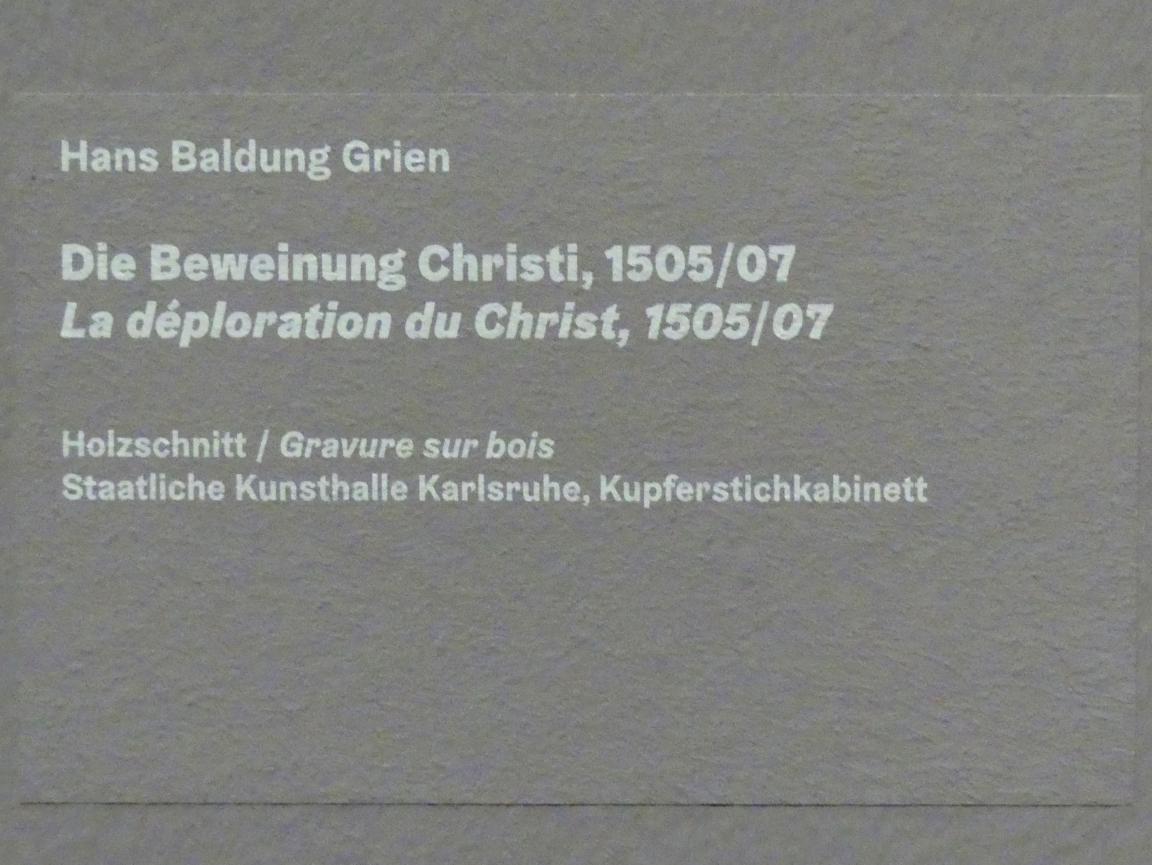 Hans Baldung Grien
Die Beweinung Christi, 1505/07
La déploration du Christ, 1505/07
Holzschnitt / Gravure sur bois
Staatliche Kunsthalle Karlsruhe, Kupferstichkabinett